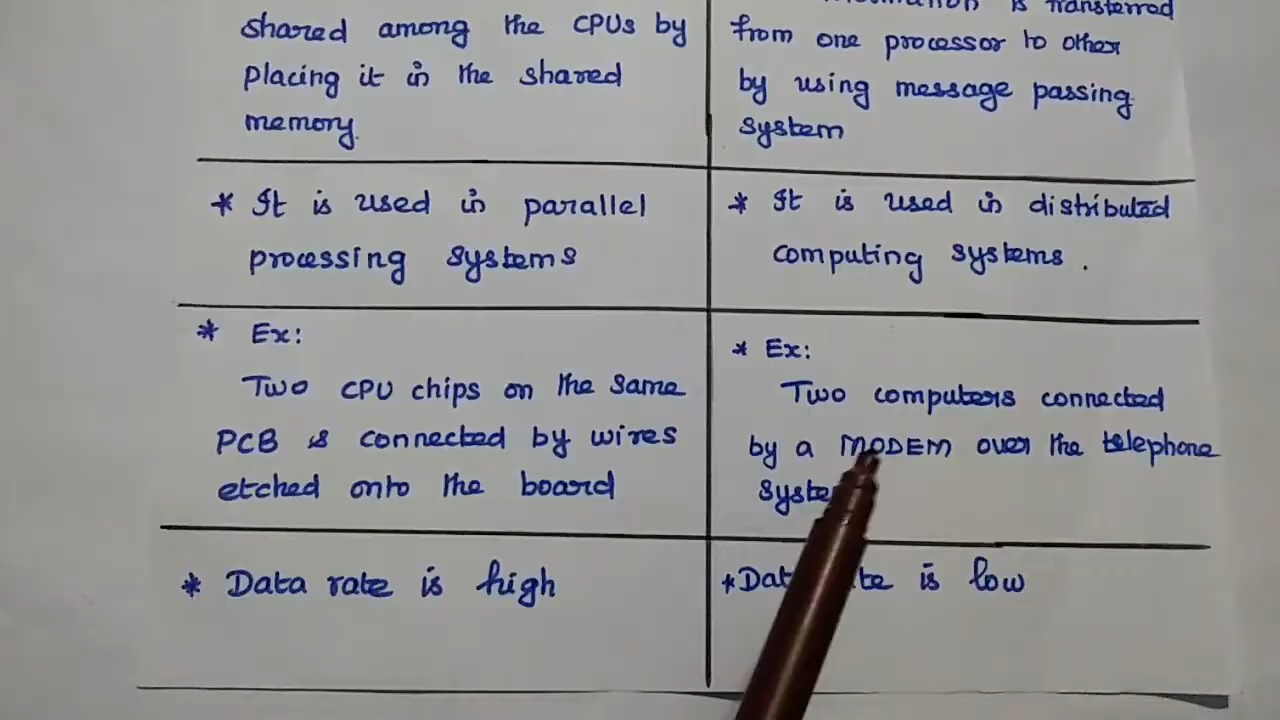 shared among the CPUs by
placing it in the shared
memory.
is transferred
from one processor to other
by using message passing
system
* It is used in parallel
processing systems
* It is used in distributed
computing systems.
* Ex:
Two CPU chips on the same
PCB is connected by wires
etched onto the board
* Ex:
Two computers connected
by a MODEM over the telephone
* Data rate is high
is low